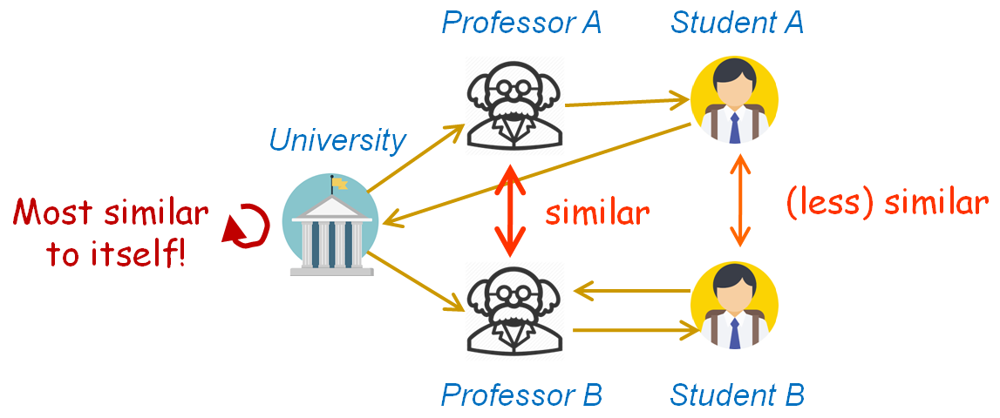 Professor A
Student A
University
Most similar
to itself!
similar
(less) similar
Professor B
Student B